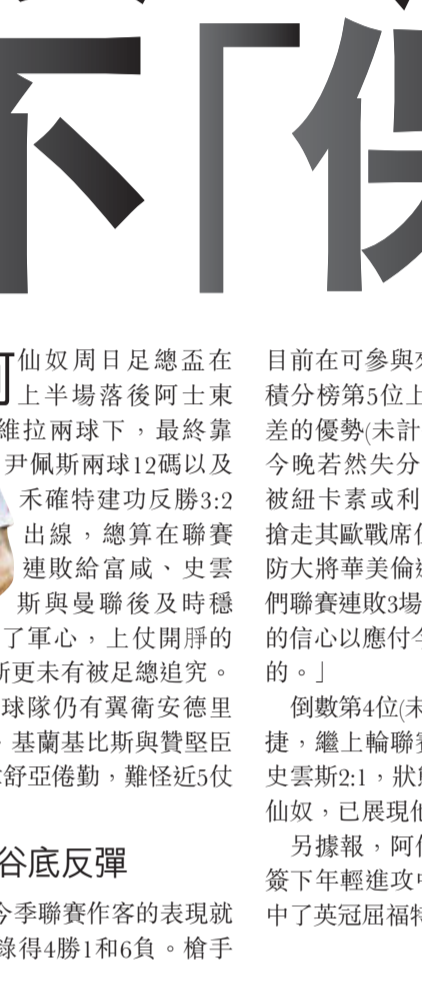 不「
仙奴周日足總盃在
上半場落後阿士東
維拉兩球下，最終靠
尹佩斯兩球12碼以及
禾確特建功反勝3:2
出線，總算在聯賽
連敗給富咸、史雲
斯與曼聯後及時穩
了軍心，上仗開的
更未有被足總追究。
球隊仍有翼衛安德里
、基蘭基比斯與贊堅臣
舒亞倦勤，難怪近5仗
谷底反彈
今季聯賽作客的表現就
錄得4勝1和6負。槍手
目前在可參與
積分榜第5位上
差的優勢(未計
今晚若然失分
被紐卡素或利
搶走其歐戰席
防大將華美倫
們聯賽連敗3場
的信心以應付
的。」
倒數第4位(未
捷，繼上輪聯
史雲斯2:1，狀
仙奴，已展現
另據報，阿
簽下年輕進攻
中了英冠屈福